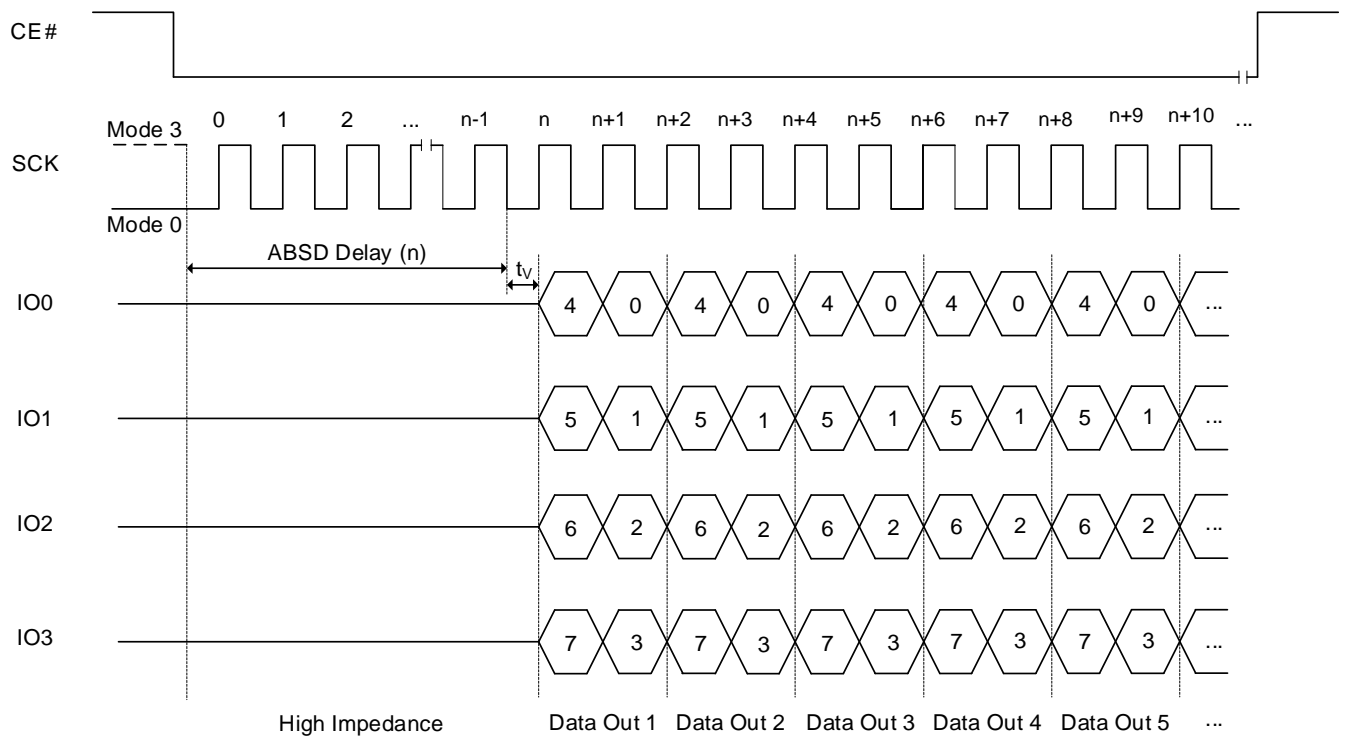 CE#
Mode 3 0 1 2 ... n-1 n n+1 n+2 n+3 n+4 n+5 n+6 n+7 n+8 n+9 n+10 ...
SCK
Mode 0
ABSD Delay (n)
tV
IO0 4 0 4 0 4 0 4 0 4 0 ...
IO1 5 1 5 1 5 1 5 1 5 1 ...
IO2 6 2 6 2 6 2 6 2 6 2 ...
IO3 7 3 7 3 7 3 7 3 7 3 ...
High Impedance Data Out 1 Data Out 2 Data Out 3 Data Out 4 Data Out 5 ...